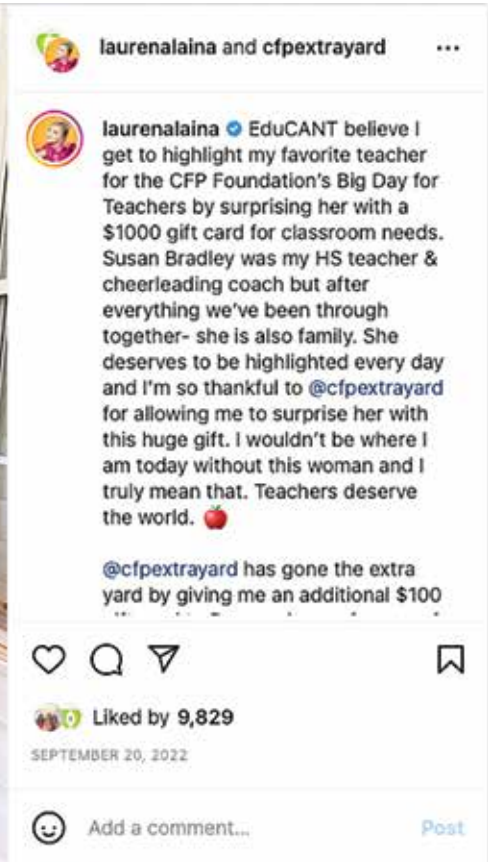 laurenalaina and cfpextrayard
laurenalaina EduCANT believe I
get to highlight my favorite teacher
for the CFP Foundation's Big Day for
Teachers by surprising her with a
$1000 gift card for classroom needs.
Susan Bradley was my HS teacher &
cheerleading coach but after
everything we've been through
together- she is also family. She
deserves to be highlighted every day
and I'm so thankful to @cfpextrayard
for allowing me to surprise her with
this huge gift. I wouldn't be where I
am today without this woman and I
truly mean that. Teachers deserve
the world. 🍎
@cfpextrayard has gone the extra
yard by giving me an additional $100
Liked by 9,829
SEPTEMBER 20, 2022
Add a comment...
Post